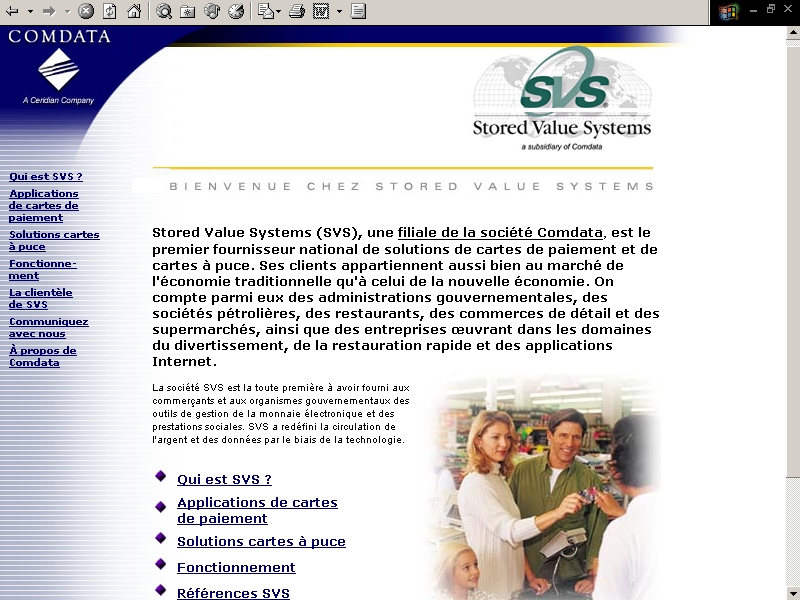 COMDATA
A Ceridian Company
SVS
Stored Value Systems
a subsidiary of Comdata
BIENVENUE CHEZ STORED VALUE SYSTEMS
Qui est SVS ?
Applications
de cartes de
paiement
Solutions cartes
à puce
Fonctionne-
ment
La clientèle
de SVS
Communiquez
avec nous
À propos de
Comdata
Stored Value Systems (SVS), une filiale de la société Comdata, est le
premier fournisseur national de solutions de cartes de paiement et de
cartes à puce. Ses clients appartiennent aussi bien au marché de
l'économie traditionnelle qu'à celui de la nouvelle économie. On
compte parmi eux des administrations gouvernementales, des
sociétés pétrolières, des restaurants, des commerces de détail et des
supermarchés, ainsi que des entreprises œuvrant dans les domaines
du divertissement, de la restauration rapide et des applications
Internet.
La société SVS est la toute première à avoir fourni aux
commerçants et aux organismes gouvernementaux des
outils de gestion de la monnaie électronique et des
prestations sociales. SVS a redéfini la circulation de
l'argent et des données par le biais de la technologie.
Qui est SVS ?
Applications de cartes
de paiement
Solutions cartes à puce
Fonctionnement
Références SVS